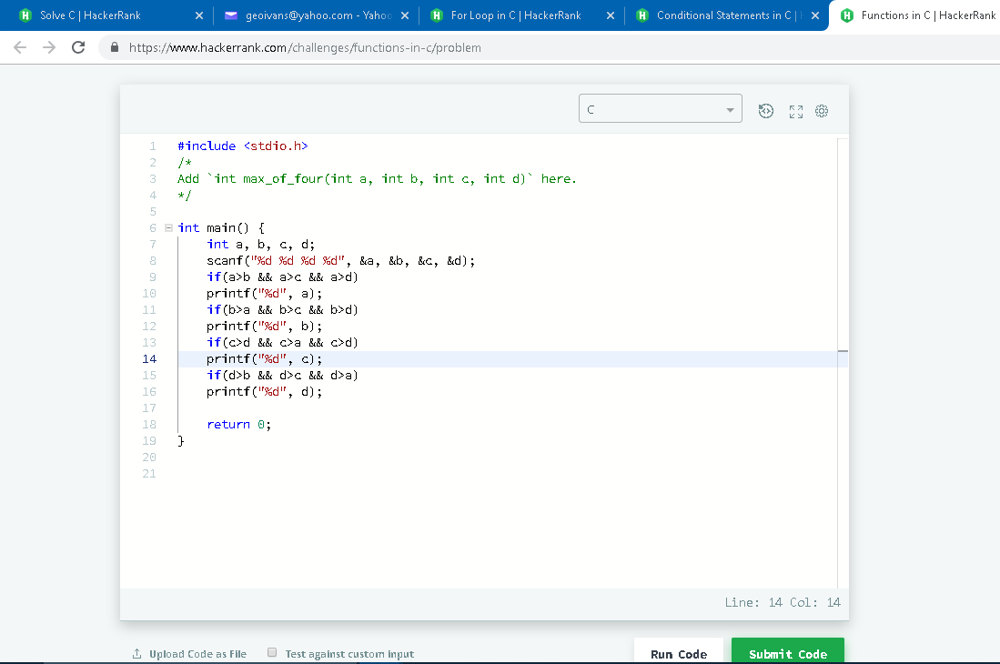 Solve C | HackerRank
geoivans@yahoo.com - Yahoo
For Loop in C | HackerRank
Conditional Statements in C |
Functions in C | HackerRank
https://www.hackerrank.com/challenges/functions-in-c/problem
C
1 #include <stdio.h>
2 /*
3 Add `int max_of_four(int a, int b, int c, int d)` here.
4 */
5
6 int main() {
7 int a, b, c, d;
8 scanf("%d %d %d %d", &a, &b, &c, &d);
9 if(a>b && a>c && a>d)
10 printf("%d", a);
11 if(b>a && b>c && b>d)
12 printf("%d", b);
13 if(c>d && c>a && c>d)
14 printf("%d", c);
15 if(d>b && d>c && d>a)
16 printf("%d", d);
17
18 return 0;
19 }
20
21
Line: 14 Col: 14
Upload Code as File
Test against custom input
Run Code
Submit Code